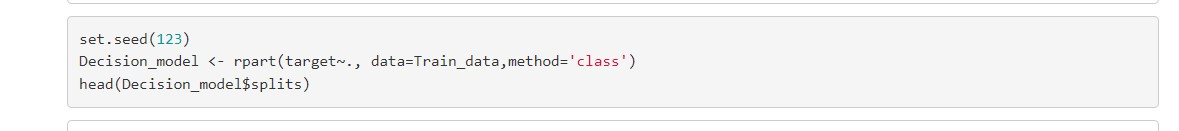 set.seed(123)
Decision_model <- rpart(target~., data=Train_data,method='class')
head(Decision_model$splits)